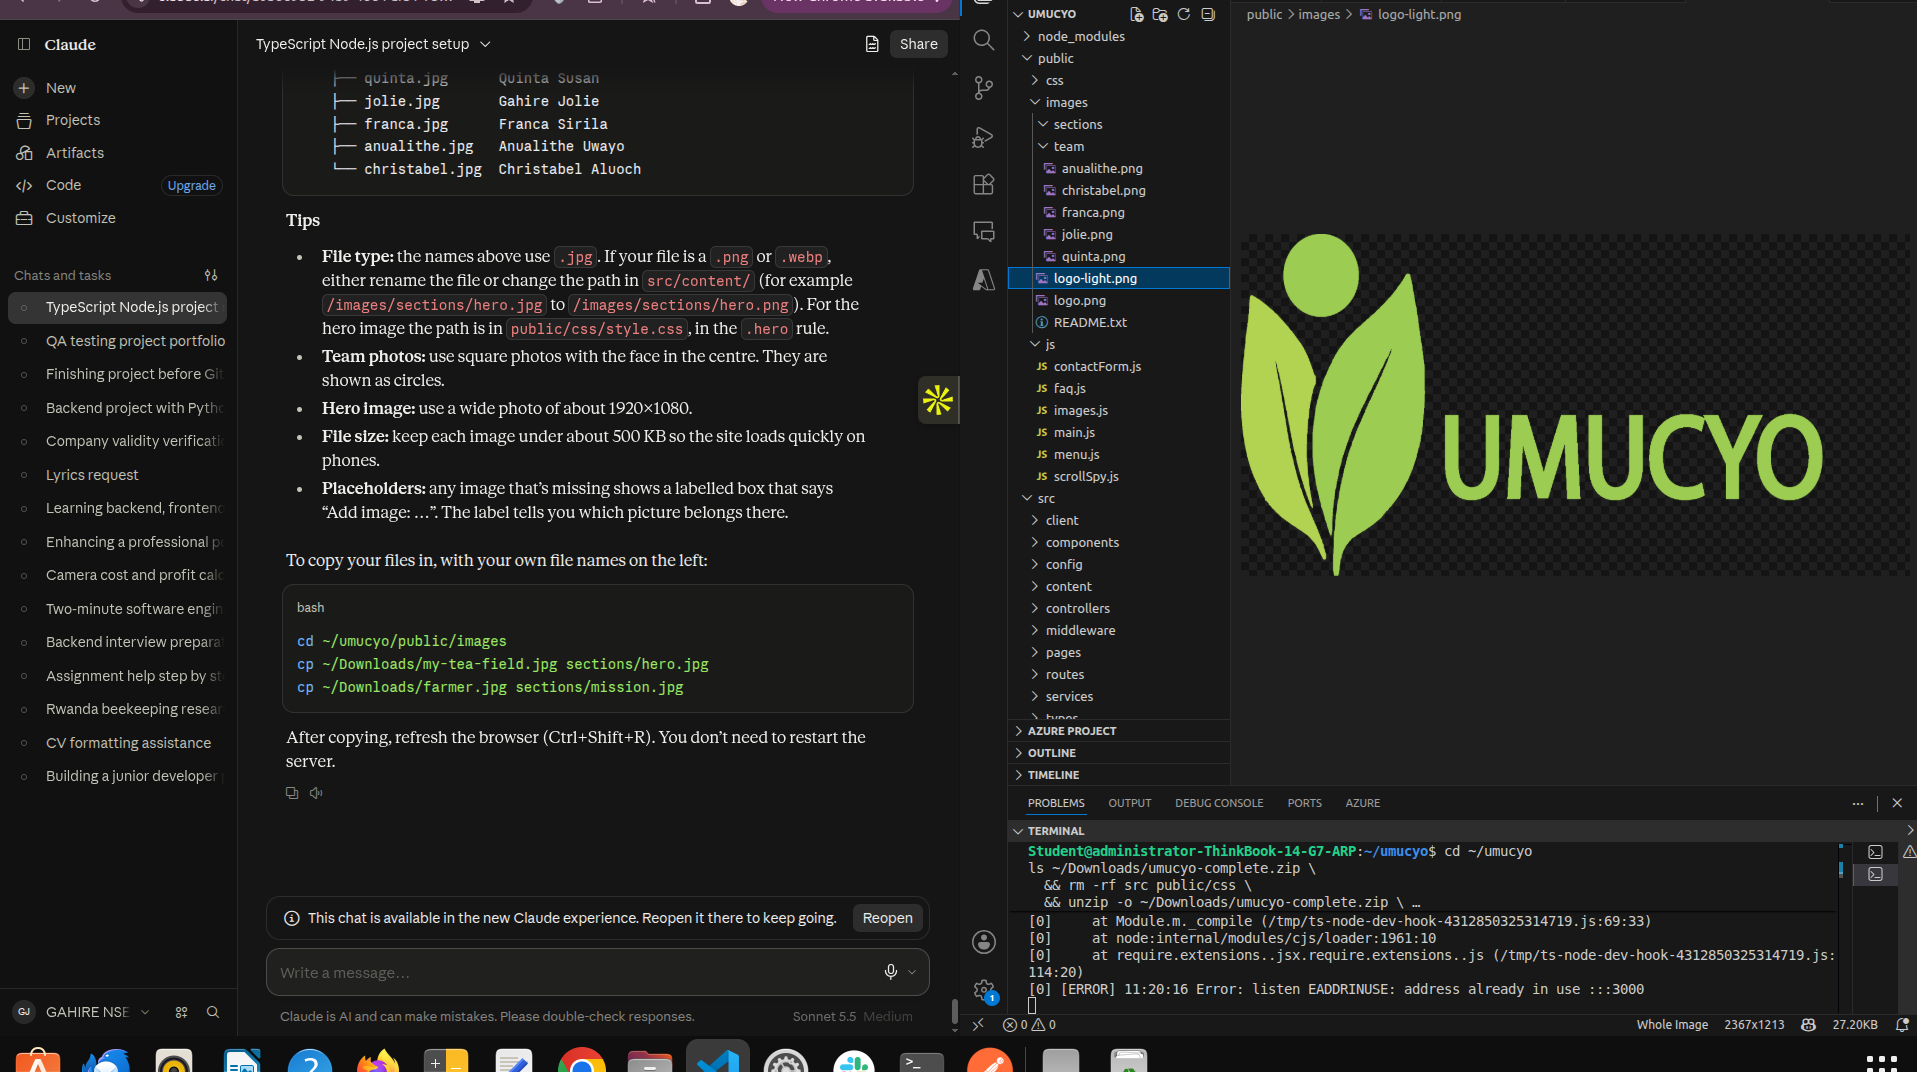 Claude
New
Projects
Artifacts
Code Upgrade
Customize
Chats and tasks
TypeScript Node.js project
QA testing project portfolio
Finishing project before Git
Backend project with Pytho
Company validity verificati
Lyrics request
Learning backend, frontend
Enhancing a professional p
Camera cost and profit calc
Two-minute software engin
Backend interview preparat
Assignment help step by st
Rwanda beekeeping resear
CV formatting assistance
Building a junior developer
GJ GAHIRE NSE
TypeScript Node.js project setup
Share
├── quinta.jpg Quinta Susan
├── jolie.jpg Gahire Jolie
├── franca.jpg Franca Sirila
├── anualithe.jpg Anualithe Uwayo
└── christabel.jpg Christabel Aluoch
Tips
• File type: the names above use .jpg. If your file is a .png or .webp,
either rename the file or change the path in src/content/ (for example
/images/sections/hero.jpg to /images/sections/hero.png). For the
hero image the path is in public/css/style.css, in the .hero rule.
• Team photos: use square photos with the face in the centre. They are
shown as circles.
• Hero image: use a wide photo of about 1920×1080.
• File size: keep each image under about 500 KB so the site loads quickly on
phones.
• Placeholders: any image that's missing shows a labelled box that says
“Add image: …”. The label tells you which picture belongs there.
To copy your files in, with your own file names on the left:
bash
cd ~/umucyo/public/images
cp ~/Downloads/my-tea-field.jpg sections/hero.jpg
cp ~/Downloads/farmer.jpg sections/mission.jpg
After copying, refresh the browser (Ctrl+Shift+R). You don't need to restart the
server.
This chat is available in the new Claude experience. Reopen it there to keep going. Reopen
Write a message...
Claude is AI and can make mistakes. Please double-check responses. Sonnet 5.5 Medium
UMUCYO
node_modules
public
css
images
sections
team
anualithe.png
christabel.png
franca.png
jolie.png
quinta.png
logo-light.png
logo.png
README.txt
js
JS contactForm.js
JS faq.js
JS images.js
JS main.js
JS menu.js
JS scrollSpy.js
src
client
components
config
content
controllers
middleware
pages
routes
services
types
AZURE PROJECT
OUTLINE
TIMELINE
public > images > logo-light.png
UMUCYO
PROBLEMS OUTPUT DEBUG CONSOLE PORTS AZURE
TERMINAL
Student@administrator-ThinkBook-14-G7-ARP:~/umucyo$ cd ~/umucyo
ls ~/Downloads/umucyo-complete.zip \
&& rm -rf src public/css \
&& unzip -o ~/Downloads/umucyo-complete.zip \ …
[0] at Module.m._compile (/tmp/ts-node-dev-hook-4312850325314719.js:69:33)
[0] at node:internal/modules/cjs/loader:1961:10
[0] at require.extensions..jsx.require.extensions..js (/tmp/ts-node-dev-hook-4312850325314719.js:
114:20)
[0] [ERROR] 11:20:16 Error: listen EADDRINUSE: address already in use :::3000
1
0 0
Whole Image 2367x1213 27.20KB